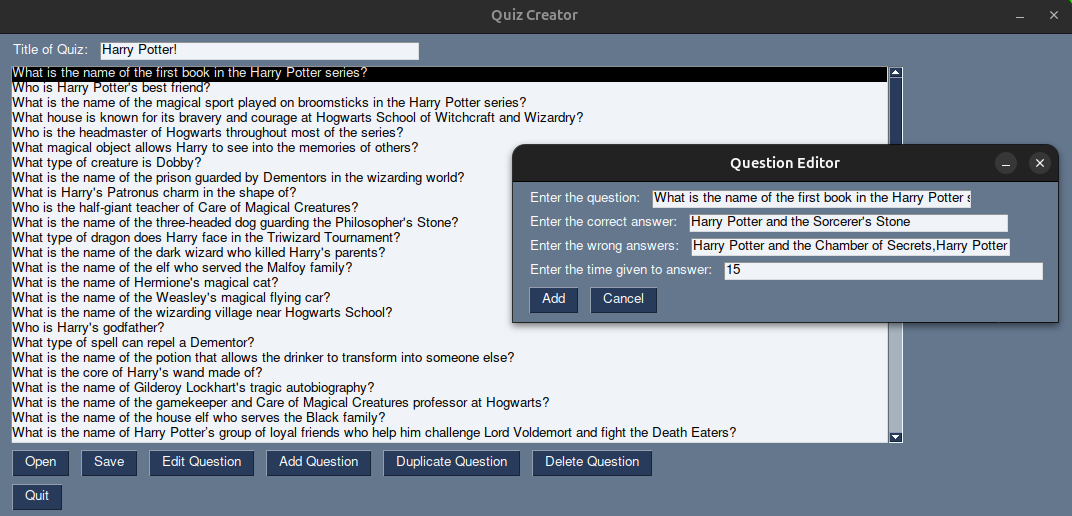 Quiz Creator
Title of Quiz: Harry Potter!
What is the name of the first book in the Harry Potter series?
Who is Harry Potter's best friend?
What is the name of the magical sport played on broomsticks in the Harry Potter series?
What house is known for its bravery and courage at Hogwarts School of Witchcraft and Wizardry?
Who is the headmaster of Hogwarts throughout most of the series?
What magical object allows Harry to see into the memories of others?
What type of creature is Dobby?
What is the name of the prison guarded by Dementors in the wizarding world?
What is Harry's Patronus charm in the shape of?
Who is the half-giant teacher of Care of Magical Creatures?
What is the name of the three-headed dog guarding the Philosopher's Stone?
What type of dragon does Harry face in the Triwizard Tournament?
What is the name of the dark wizard who killed Harry's parents?
What is the name of the elf who served the Malfoy family?
What is the name of Hermione's magical cat?
What is the name of the Weasley's magical flying car?
What is the name of the wizarding village near Hogwarts School?
Who is Harry's godfather?
What type of spell can repel a Dementor?
What is the name of the potion that allows the drinker to transform into someone else?
What is the core of Harry's wand made of?
What is the name of Gilderoy Lockhart's tragic autobiography?
What is the name of the gamekeeper and Care of Magical Creatures professor at Hogwarts?
What is the name of the house elf who serves the Black family?
What is the name of Harry Potter's group of loyal friends who help him challenge Lord Voldemort and fight the Death Eaters?
Question Editor
Enter the question: What is the name of the first book in the Harry Potter
Enter the correct answer: Harry Potter and the Sorcerer's Stone
Enter the wrong answers: Harry Potter and the Chamber of Secrets,Harry Potter
Enter the time given to answer: 15
Add Cancel
Open Save Edit Question Add Question Duplicate Question Delete Question
Quit